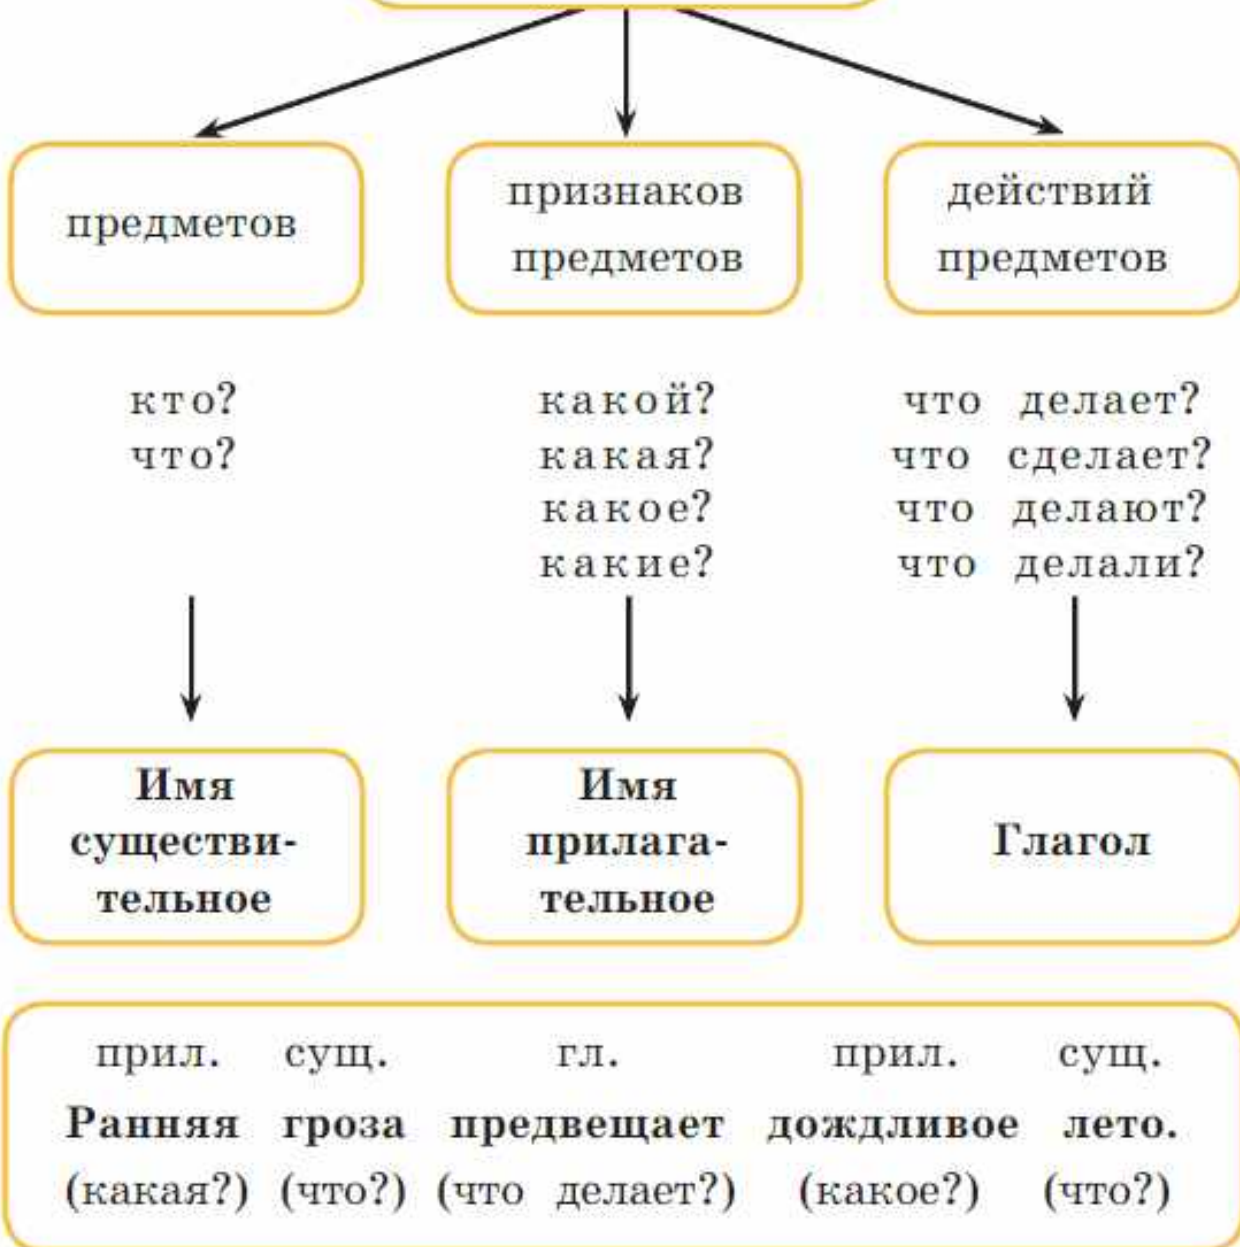 предметов
признаков
предметов
действий
предметов
кто?
что?
какой?
какая?
какое?
какие?
что делает?
что сделает?
что делают?
что делали?
Имя
существи-
тельное
Имя
прилага-
тельное
Глагол
прил. сущ. гл. прил. сущ.
Ранняя гроза предвещает дождливое лето.
(какая?) (что?) (что делает?) (какое?) (что?)